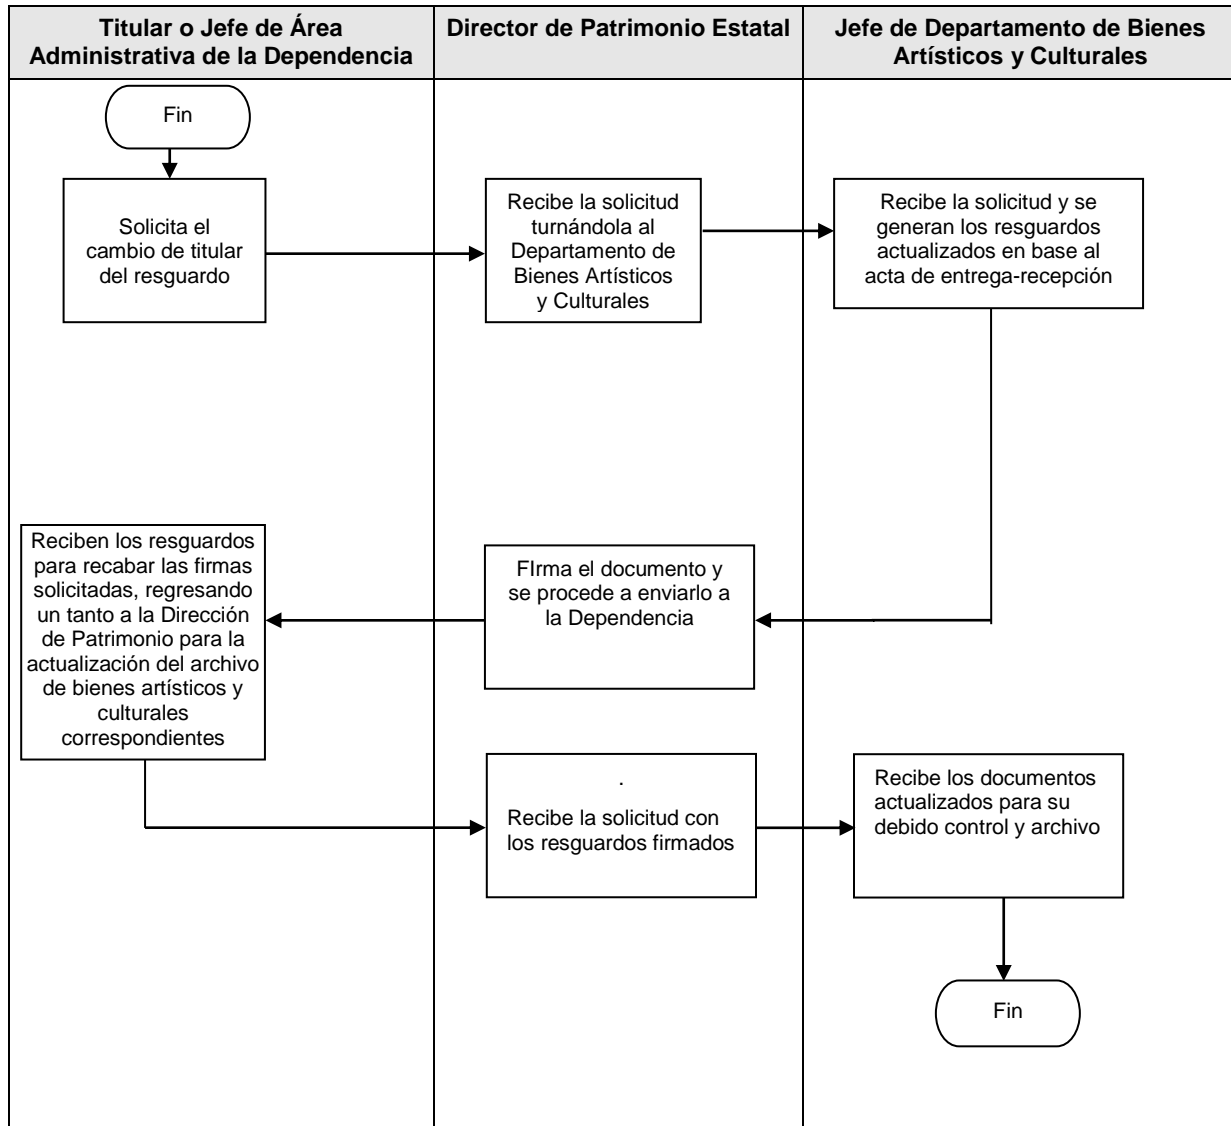 Titular o Jefe de Área
Administrativa de la Dependencia
Director de Patrimonio Estatal
Jefe de Departamento de Bienes
Artísticos y Culturales
Fin
Solicita el
cambio de titular
del resguardo
Recibe la solicitud
turnándola al
Departamento de
Bienes Artísticos
y Culturales
Recibe la solicitud y se
generan los resguardos
actualizados en base al
acta de entrega-recepción
Reciben los resguardos
para recabar las firmas
solicitadas, regresando
un tanto a la Dirección
de Patrimonio para la
actualización del archivo
de bienes artísticos y
culturales
correspondientes
FIrma el documento y
se procede a enviarlo a
la Dependencia
.
Recibe la solicitud con
los resguardos firmados
Recibe los documentos
actualizados para su
debido control y archivo
Fin